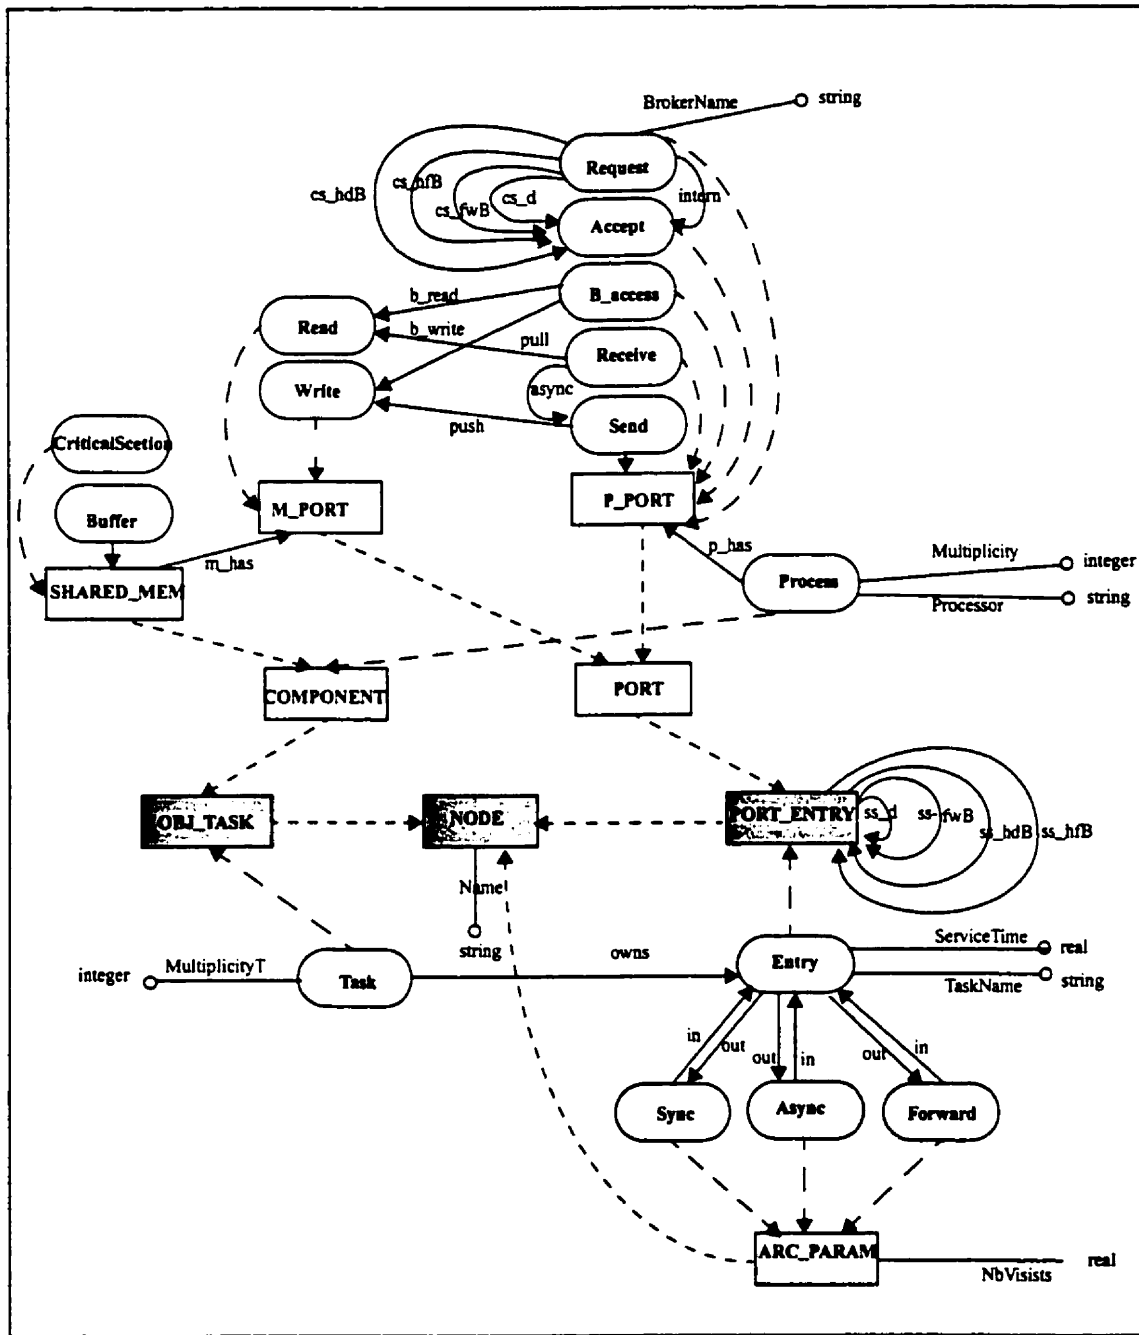 BrokerName
string
Request
cs_hdB
cs_hfB
cs_fwB
cs_d
intern
Accept
b_read
B_access
Read
b_write
pull
Receive
async
Write
push
Send
CriticalScetion
Buffer
M_PORT
P_PORT
m_has
p_has
SHARED_MEM
Process
Multiplicity
integer
Processor
string
COMPONENT
PORT
OBJ_TASK
NODE
PORT_ENTRY
ss_d
ss-fwB
ss_hdB
ss_hfB
Name
string
integer
MultiplicityT
Task
owns
Entry
ServiceTime
real
TaskName
string
in
out
out
in
out
in
Sync
Async
Forward
ARC_PARAM
NbVisists
real